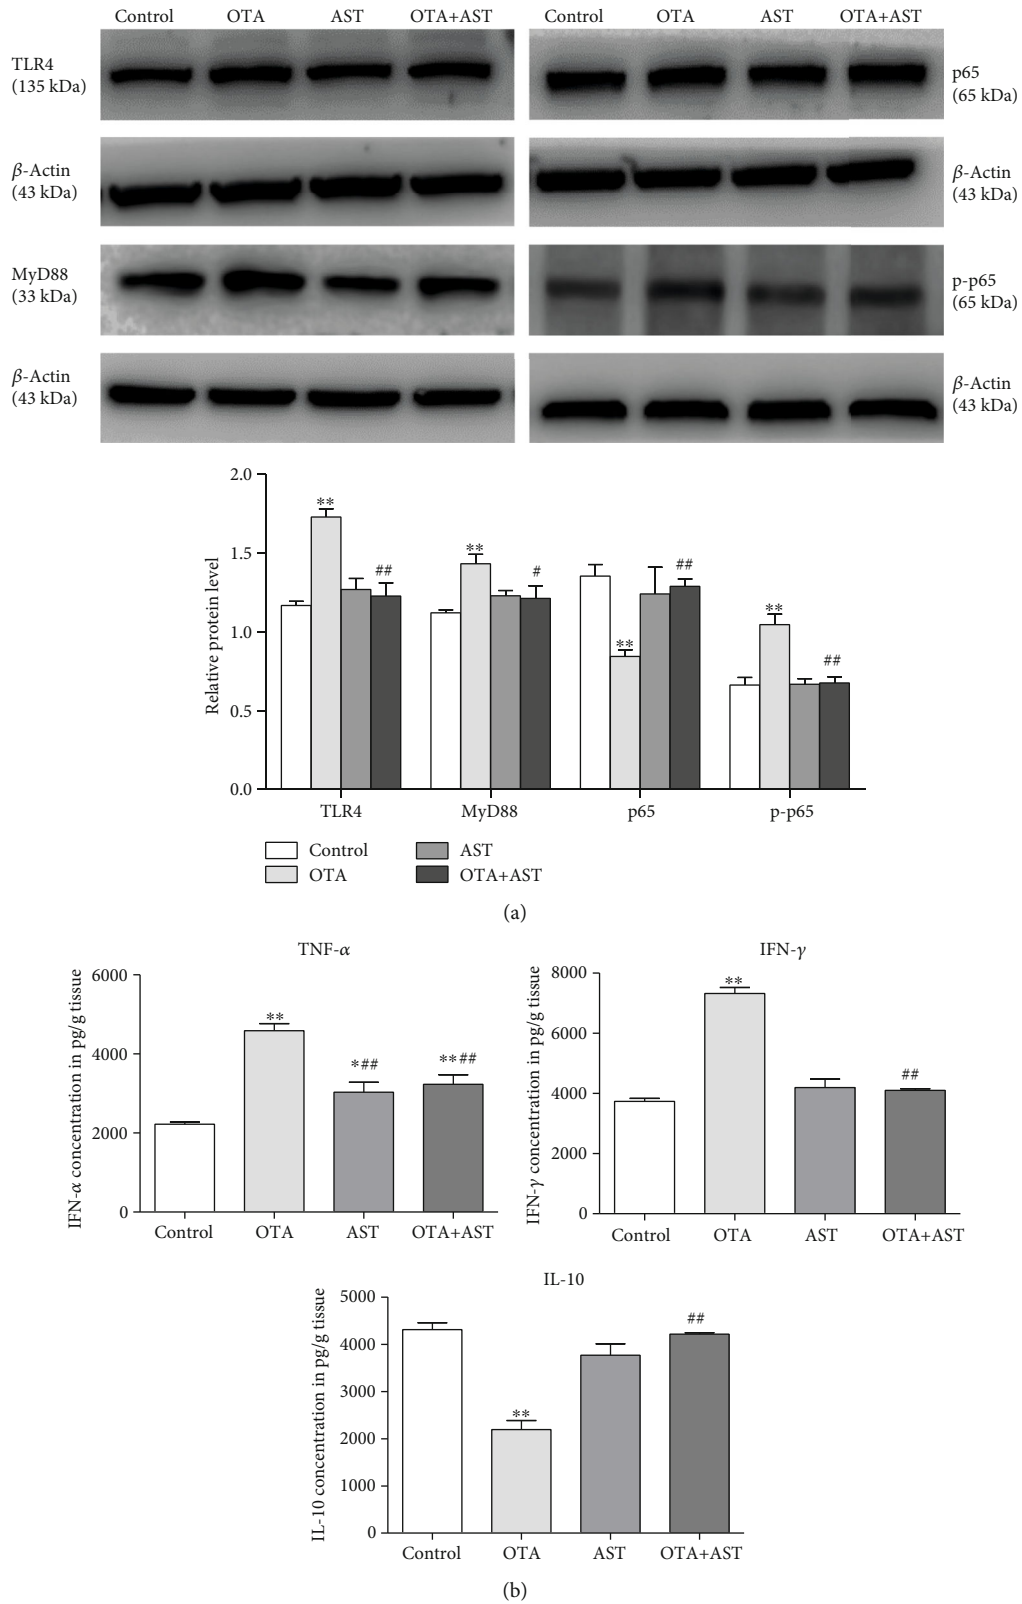 Control OTA AST OTA+AST
Control OTA AST OTA+AST
TLR4
(135 kDa)
p65
(65 kDa)
β-Actin
(43 kDa)
β-Actin
(43 kDa)
MyD88
(33 kDa)
p-p65
(65 kDa)
β-Actin
(43 kDa)
β-Actin
(43 kDa)
Relative protein level
2.0
1.5
1.0
0.5
0.0
**
##
**
#
**
##
**
##
TLR4 MyD88 p65 p-p65
Control AST
OTA OTA+AST
(a)
TNF-α
IFN-α concentration in pg/g tissue
6000
4000
2000
0
**
*##
**##
Control OTA AST OTA+AST
IFN-γ
IFN-γ concentration in pg/g tissue
8000
6000
4000
2000
0
**
##
Control OTA AST OTA+AST
IL-10
IL-10 concentration in pg/g tissue
5000
4000
3000
2000
1000
0
**
##
Control OTA AST OTA+AST
(b)